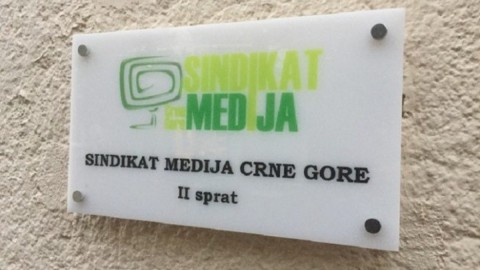 SINDIKAT
MEDIJA
SINDIKAT MEDIJA CRNE GORE
II sprat